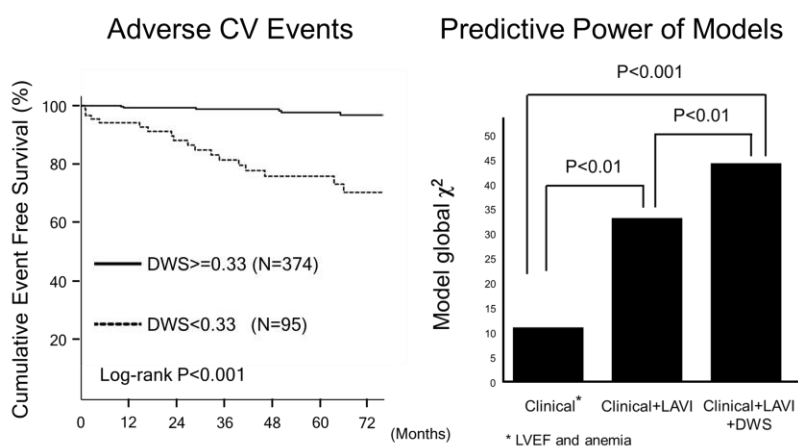 Adverse CV Events
Cumulative Event Free Survival (%)
100
80
60
40
20
DWS>=0.33 (N=374)
DWS<0.33 (N=95)
Log-rank P<0.001
0 12 24 36 48 60 72 (Months)
Predictive Power of Models
P<0.001
P<0.01
P<0.01
Model global χ²
50
45
40
35
30
25
20
15
10
5
0
Clinical* Clinical+LAVI Clinical+LAVI
+DWS
* LVEF and anemia